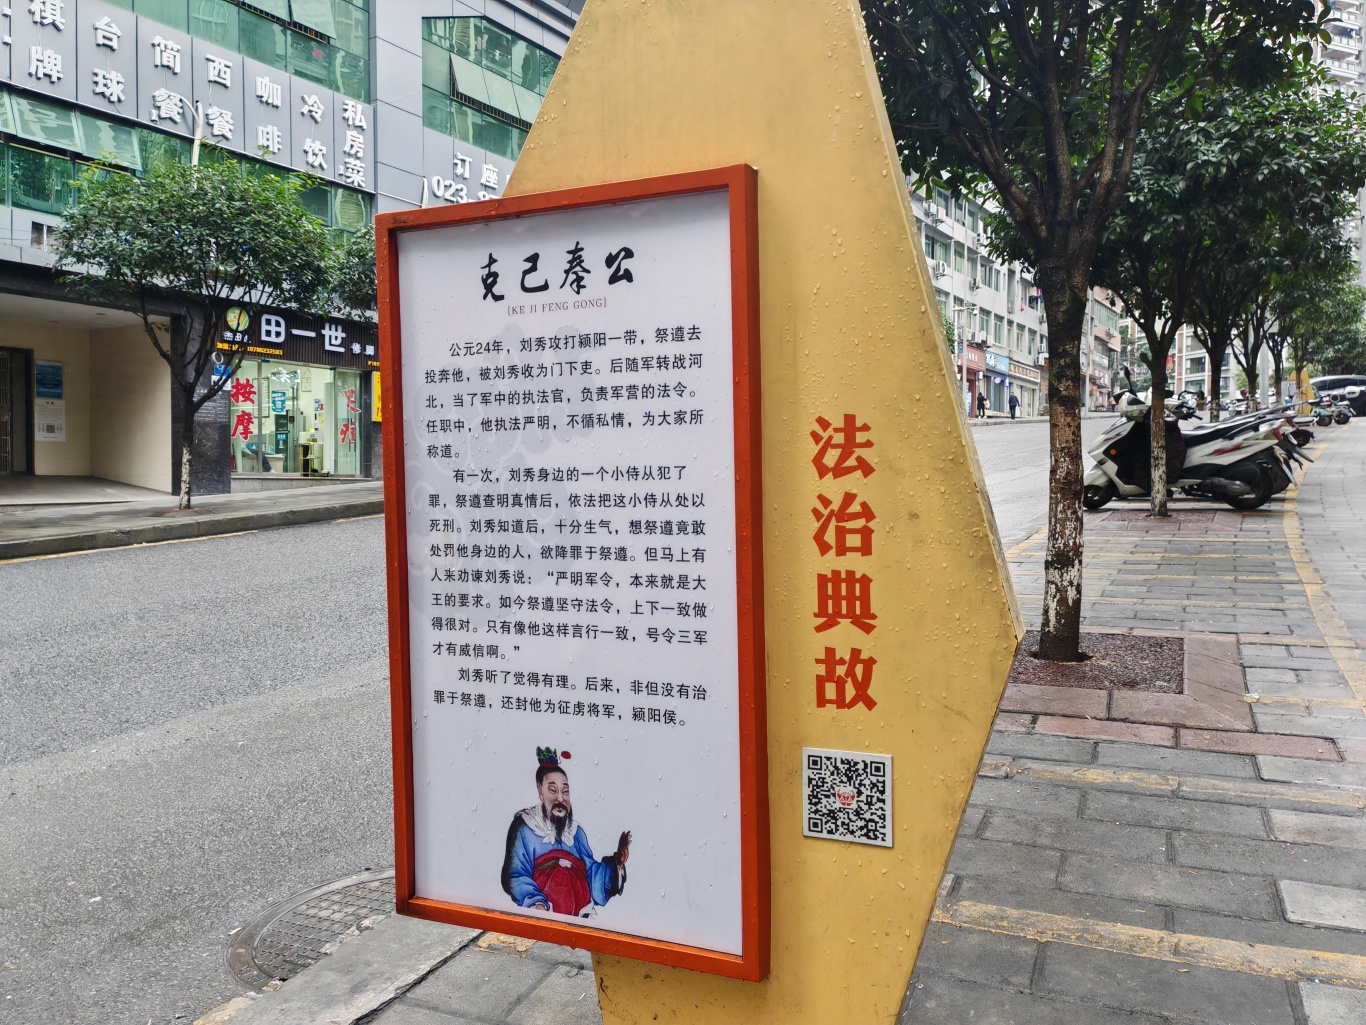 棋牌
台球
简餐
西餐
咖啡
冷饮
私房菜
订座
023-8
田一世
修脚
按摩
克己奉公
[KE JI FENG GONG]
公元24年，刘秀攻打颍阳一带，祭遵去
投奔他，被刘秀收为门下吏。后随军转战河
北，当了军中的执法官，负责军营的法令。
任职中，他执法严明，不循私情，为大家所
称道。
有一次，刘秀身边的一个小侍从犯了
罪，祭遵查明真情后，依法把这小侍从处以
死刑。刘秀知道后，十分生气，想祭遵竟敢
处罚他身边的人，欲降罪于祭遵。但马上有
人来劝谏刘秀说：“严明军令，本来就是大
王的要求。如今祭遵坚守法令，上下一致做
得很对。只有像他这样言行一致，号令三军
才有威信啊。”
刘秀听了觉得有理。后来，非但没有治
罪于祭遵，还封他为征虏将军，颍阳侯。
法治典故